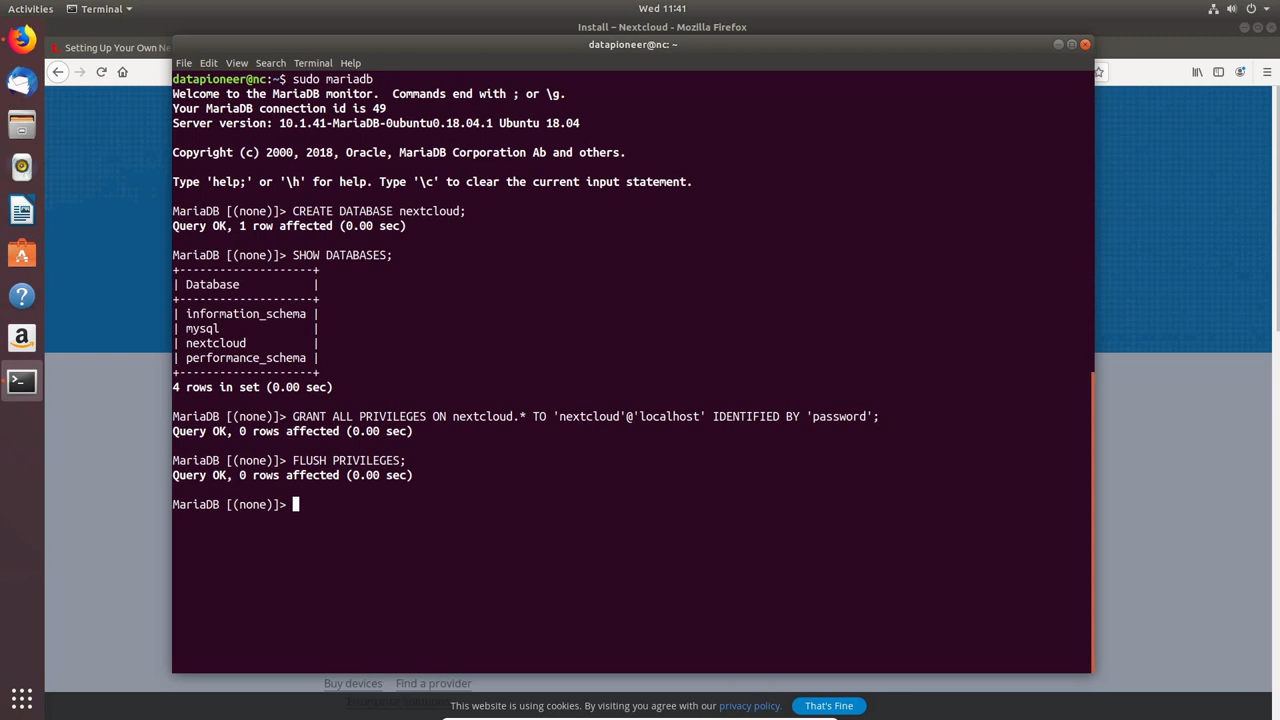 Activities
Terminal
Wed 11:41
Install – Nextcloud - Mozilla Firefox
Setting Up Your Own Ne
datapioneer@nc: ~
File Edit View Search Terminal Help
datapioneer@nc:~$ sudo mariadb
Welcome to the MariaDB monitor.  Commands end with ; or \g.
Your MariaDB connection id is 49
Server version: 10.1.41-MariaDB-0ubuntu0.18.04.1 Ubuntu 18.04
Copyright (c) 2000, 2018, Oracle, MariaDB Corporation Ab and others.
Type 'help;' or '\h' for help. Type '\c' to clear the current input statement.
MariaDB [(none)]> CREATE DATABASE nextcloud;
Query OK, 1 row affected (0.00 sec)
MariaDB [(none)]> SHOW DATABASES;
+--------------------+
| Database           |
+--------------------+
| information_schema |
| mysql              |
| nextcloud          |
| performance_schema |
+--------------------+
4 rows in set (0.00 sec)
MariaDB [(none)]> GRANT ALL PRIVILEGES ON nextcloud.* TO 'nextcloud'@'localhost' IDENTIFIED BY 'password';
Query OK, 0 rows affected (0.00 sec)
MariaDB [(none)]> FLUSH PRIVILEGES;
Query OK, 0 rows affected (0.00 sec)
MariaDB [(none)]>
Buy devices Find a provider
This website is using cookies. By visiting you agree with our privacy policy. That's Fine